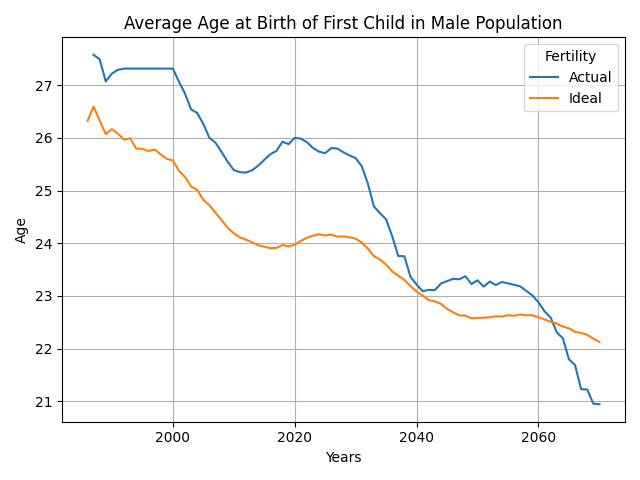 Average Age at Birth of First Child in Male Population
Fertility
Actual
Ideal
Age
27
26
25
24
23
22
21
2000 2020 2040 2060
Years